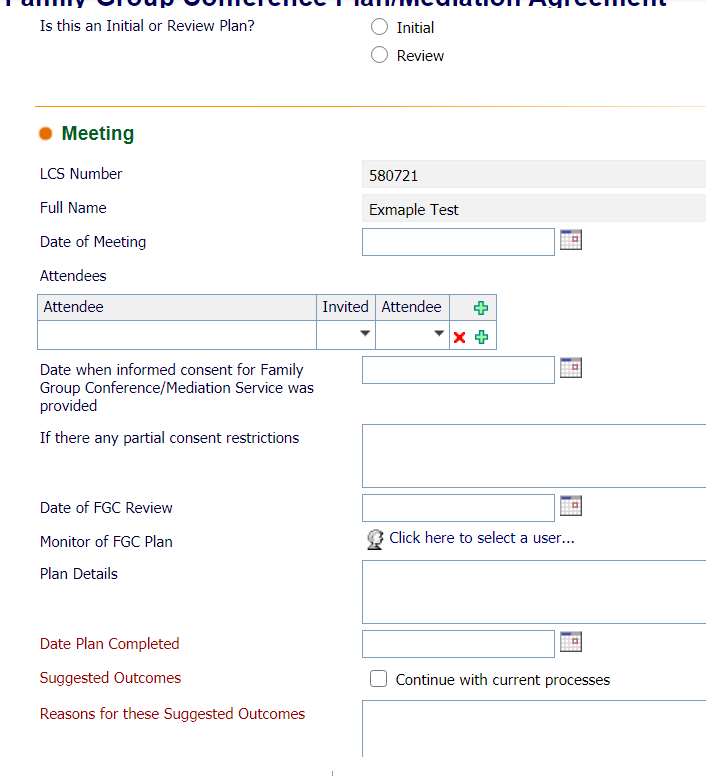 Family Group Conference Plan/Mediation Agreement
Is this an Initial or Review Plan?
Initial
Review
Meeting
LCS Number
580721
Full Name
Exmaple Test
Date of Meeting
Attendees
Attendee Invited Attendee
Date when informed consent for Family
Group Conference/Mediation Service was
provided
If there any partial consent restrictions
Date of FGC Review
Monitor of FGC Plan
Click here to select a user...
Plan Details
Date Plan Completed
Suggested Outcomes
Continue with current processes
Reasons for these Suggested Outcomes